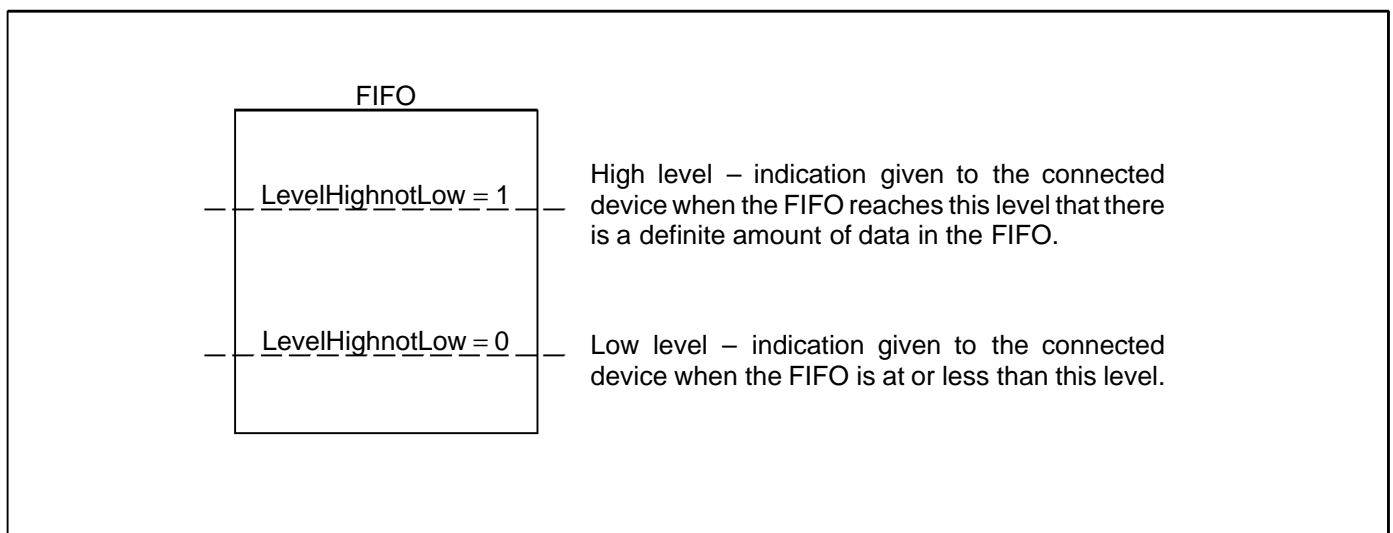 FIFO
LevelHighnotLow = 1
High level – indication given to the connected
device when the FIFO reaches this level that there
is a definite amount of data in the FIFO.
LevelHighnotLow = 0
Low level – indication given to the connected
device when the FIFO is at or less than this level.